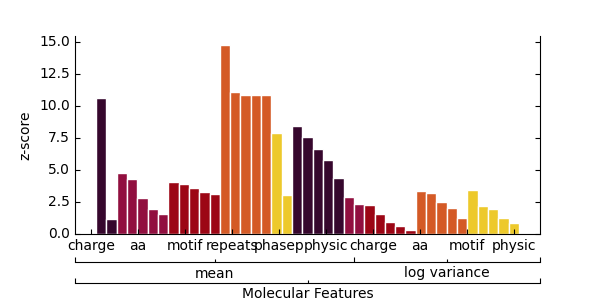 15.0
12.5
10.0
7.5
5.0
2.5
0.0
z-score
charge aa motif repeats phasep physic charge aa motif physic
mean log variance
Molecular Features